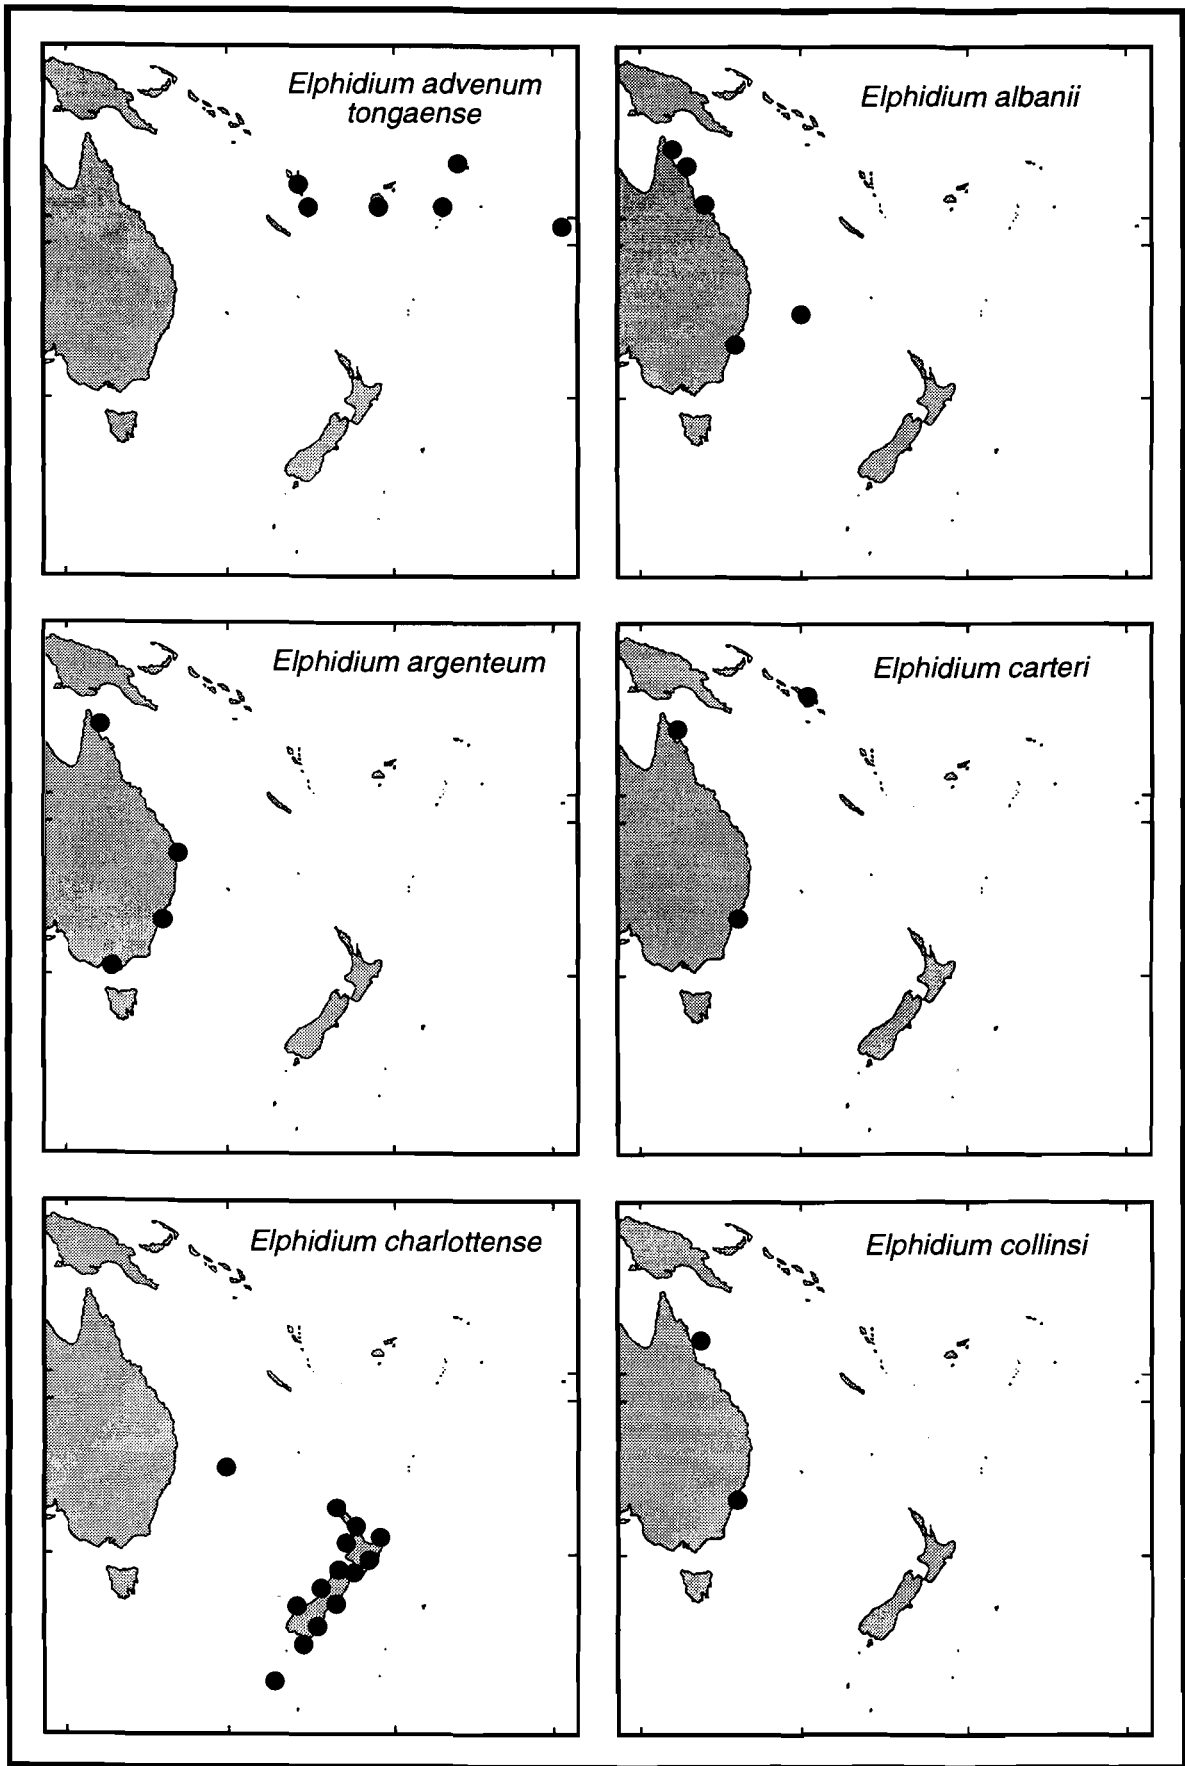 Elphidium advenum
tongaense
Elphidium albanii
Elphidium argenteum
Elphidium carteri
Elphidium charlottense
Elphidium collinsi